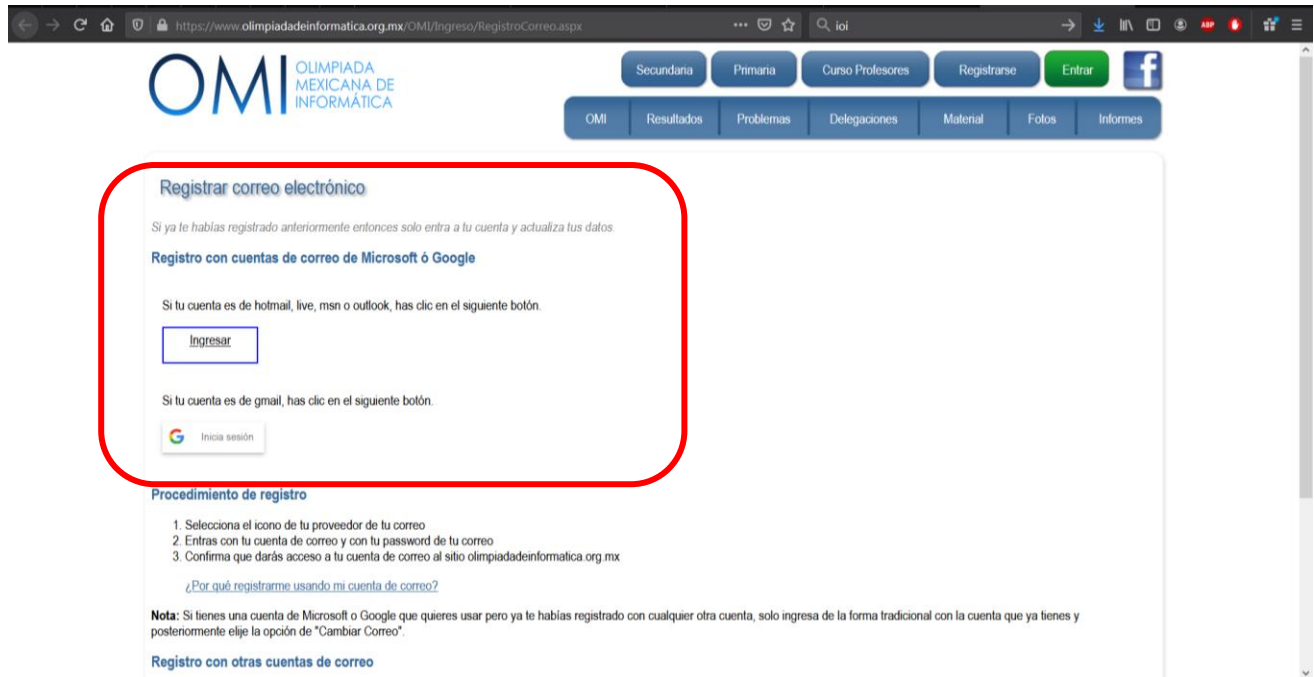 https://www.olimpiadadeinformatica.org.mx/OMI/Ingreso/RegistroCorreo.aspx
ioi
ABP
OMI OLIMPIADA
MEXICANA DE
INFORMÁTICA
Secundaria Primaria Curso Profesores Registrarse Entrar f
OMI Resultados Problemas Delegaciones Material Fotos Informes
Registrar correo electrónico
Si ya te habías registrado anteriormente entonces solo entra a tu cuenta y actualiza tus datos.
Registro con cuentas de correo de Microsoft ó Google
Si tu cuenta es de hotmail, live, msn o outlook, has clic en el siguiente botón.
Ingresar
Si tu cuenta es de gmail, has clic en el siguiente botón.
G Inicia sesión
Procedimiento de registro
1. Selecciona el icono de tu proveedor de tu correo
2. Entras con tu cuenta de correo y con tu password de tu correo
3. Confirma que darás acceso a tu cuenta de correo al sitio olimpiadadeinformatica.org.mx
¿Por qué registrarme usando mi cuenta de correo?
Nota: Si tienes una cuenta de Microsoft o Google que quieres usar pero ya te habías registrado con cualquier otra cuenta, solo ingresa de la forma tradicional con la cuenta que ya tienes y
posteriormente elije la opción de "Cambiar Correo".
Registro con otras cuentas de correo